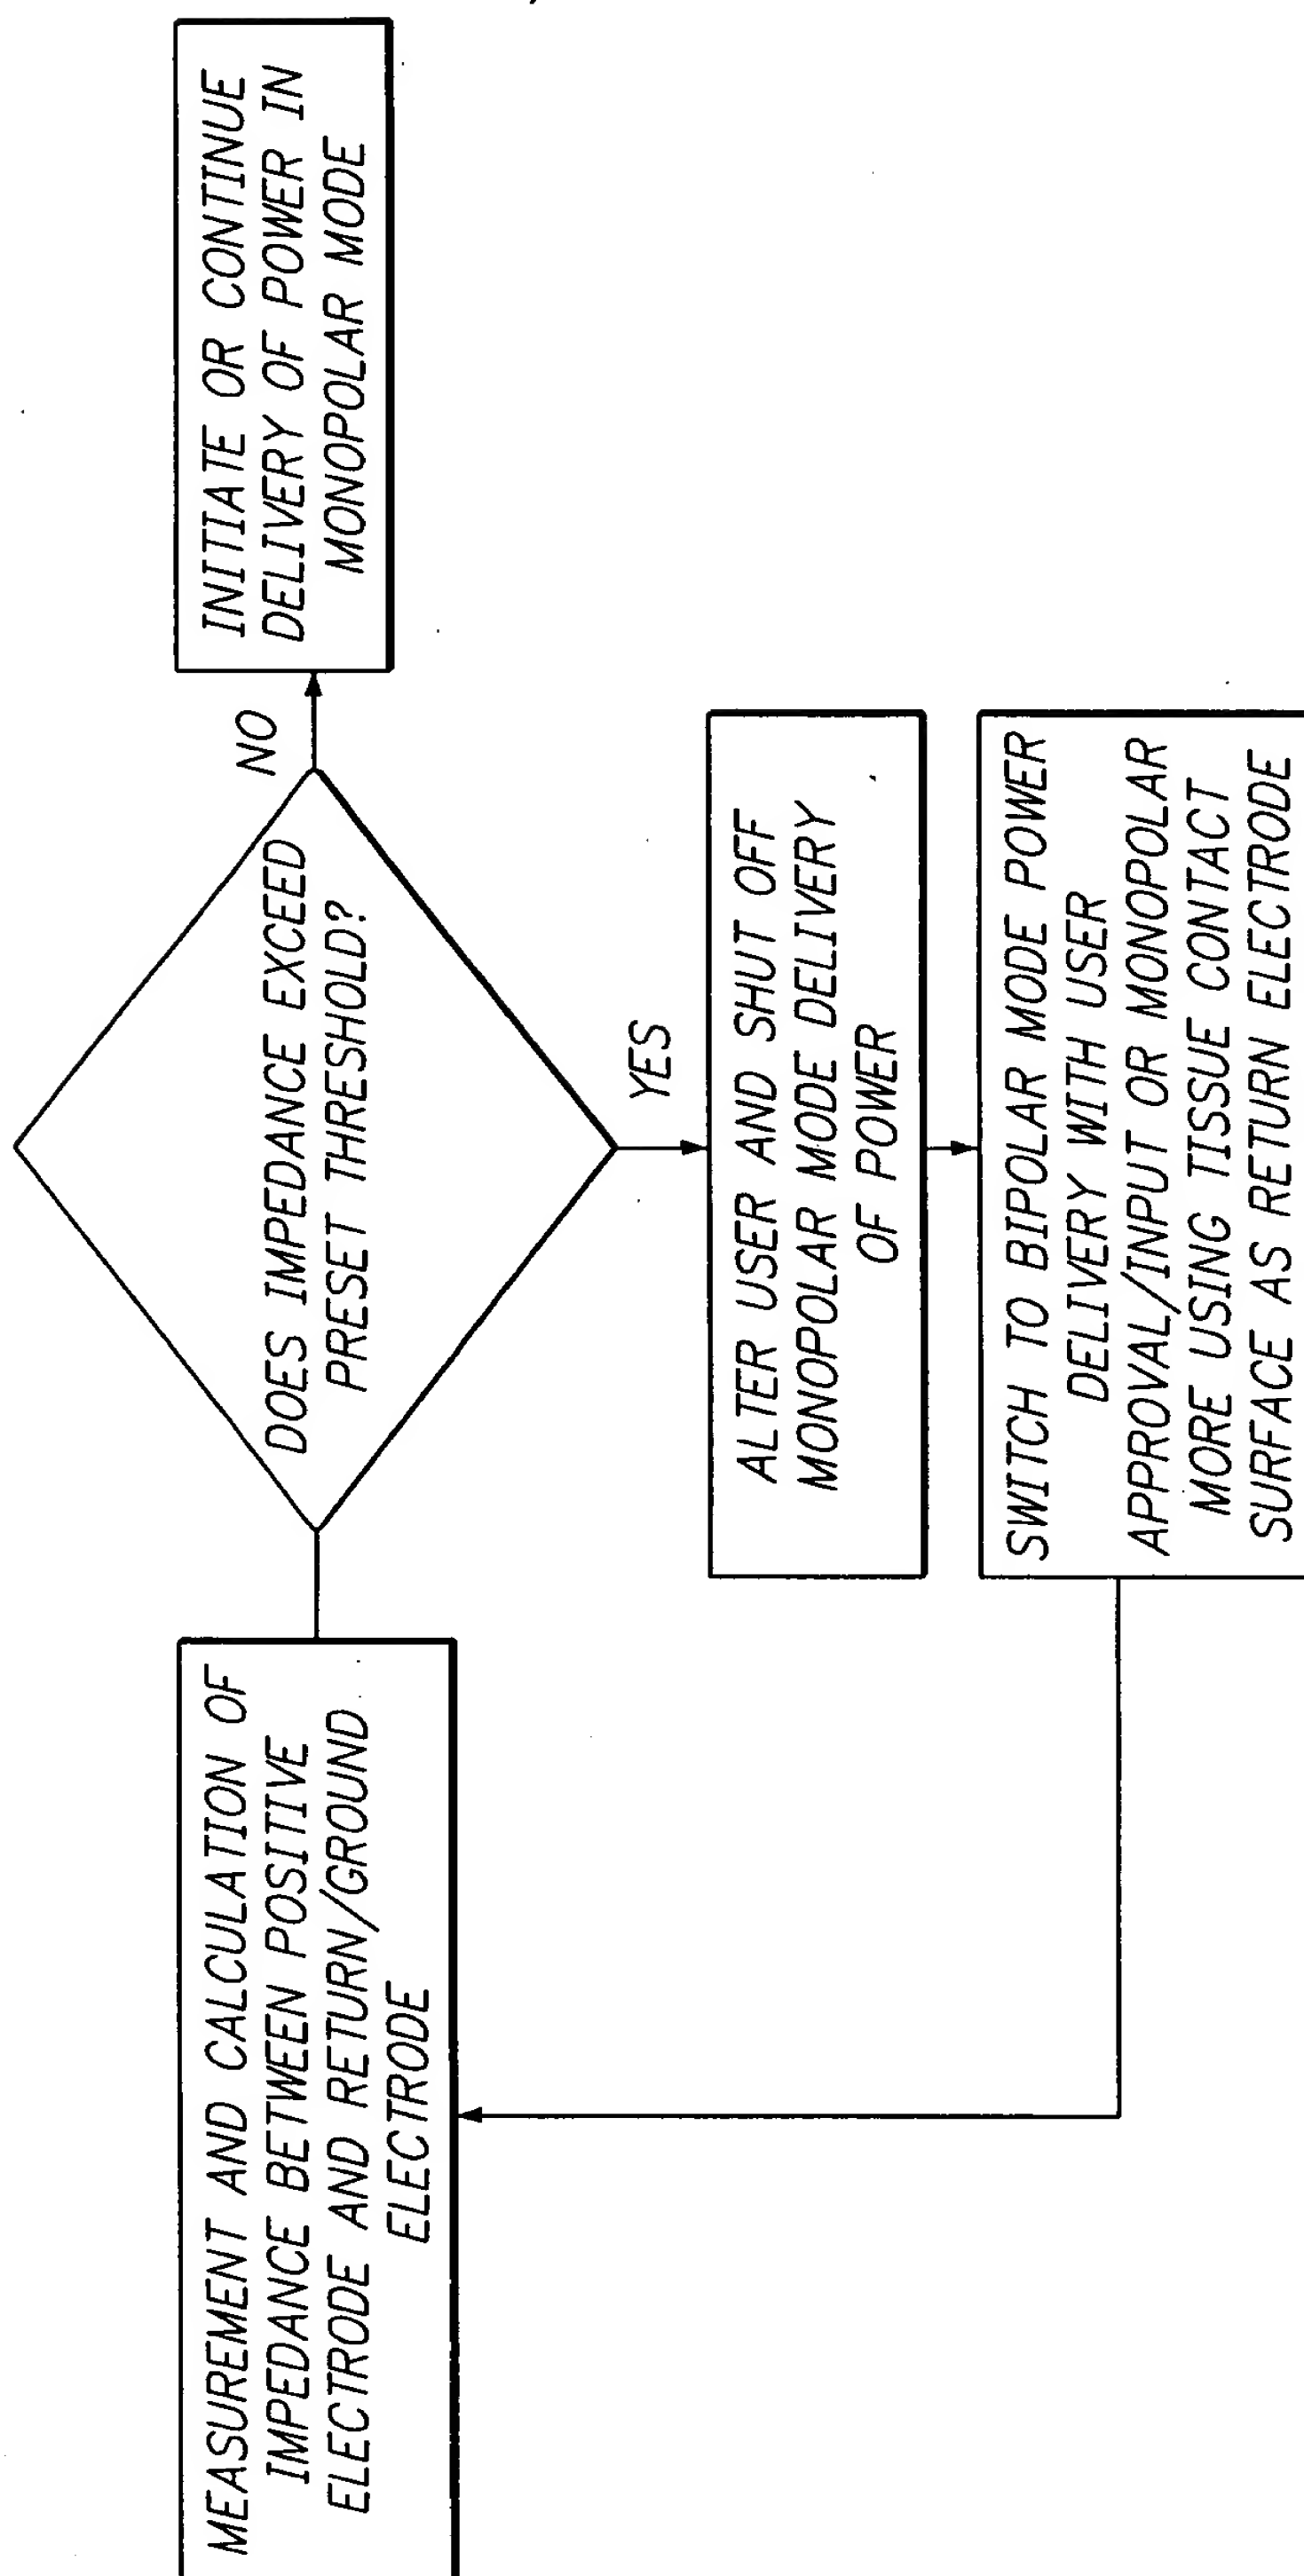 MEASUREMENT AND CALCULATION OF
IMPEDANCE BETWEEN POSITIVE
ELECTRODE AND RETURN/GROUND
ELECTRODE
DOES IMPEDANCE EXCEED
PRESET THRESHOLD?
NO
INITIATE OR CONTINUE
DELIVERY OF POWER IN
MONOPOLAR MODE
YES
ALTER USER AND SHUT OFF
MONOPOLAR MODE DELIVERY
OF POWER
SWITCH TO BIPOLAR MODE POWER
DELIVERY WITH USER
APPROVAL/INPUT OR MONOPOLAR
MORE USING TISSUE CONTACT
SURFACE AS RETURN ELECTRODE